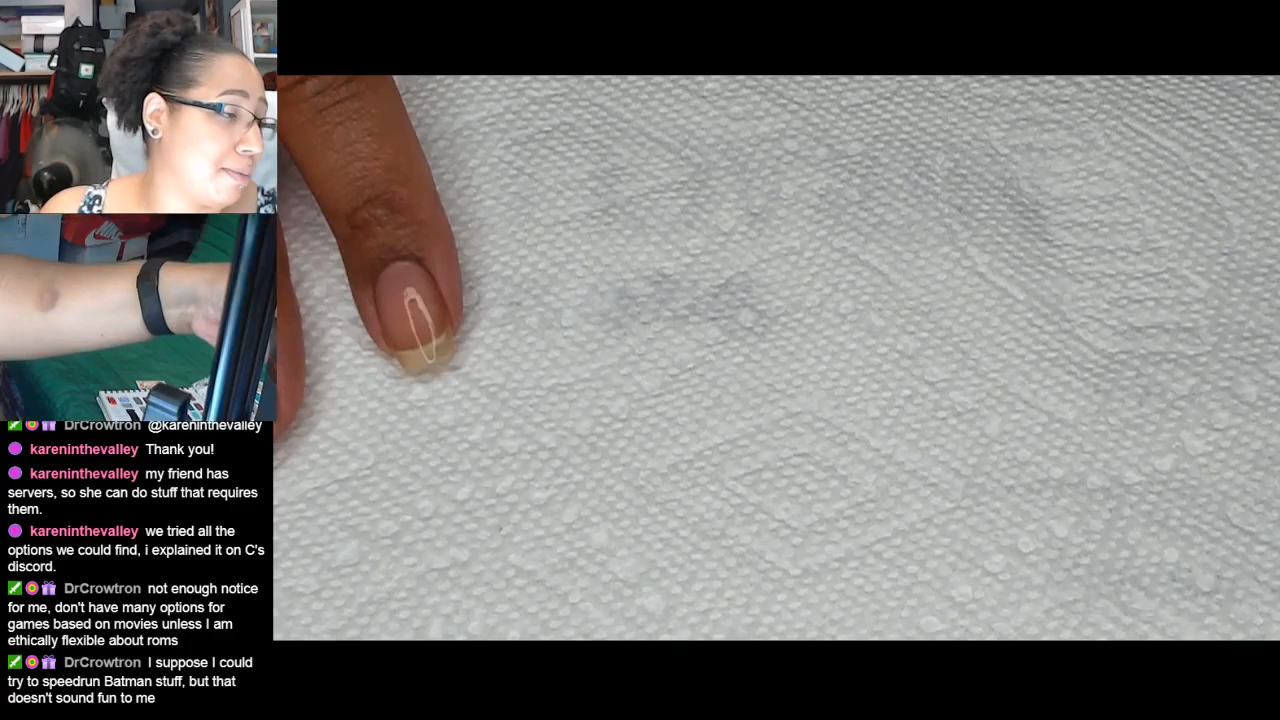 DrCrowtron @kareninthevalley
kareninthevalley Thank you!
kareninthevalley my friend has
servers, so she can do stuff that requires
them.
kareninthevalley we tried all the
options we could find, i explained it on C's
discord.
DrCrowtron not enough notice
for me, don't have many options for
games based on movies unless I am
ethically flexible about roms
DrCrowtron I suppose I could
try to speedrun Batman stuff, but that
doesn't sound fun to me